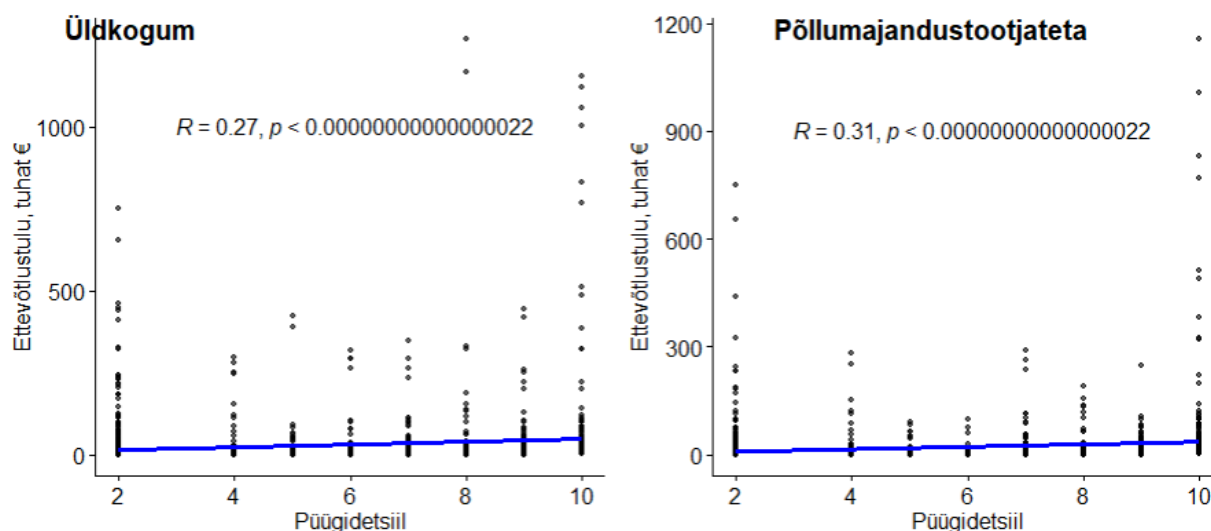 Üldkogum
R = 0.27, p < 0.00000000000000022
Ettevõtlustulu, tuhat €
1000
500
0
2 4 6 8 10
Püügidetsiil
Põllumajandustootjateta
R = 0.31, p < 0.00000000000000022
Ettevõtlustulu, tuhat €
1200
900
600
300
0
2 4 6 8 10
Püügidetsiil